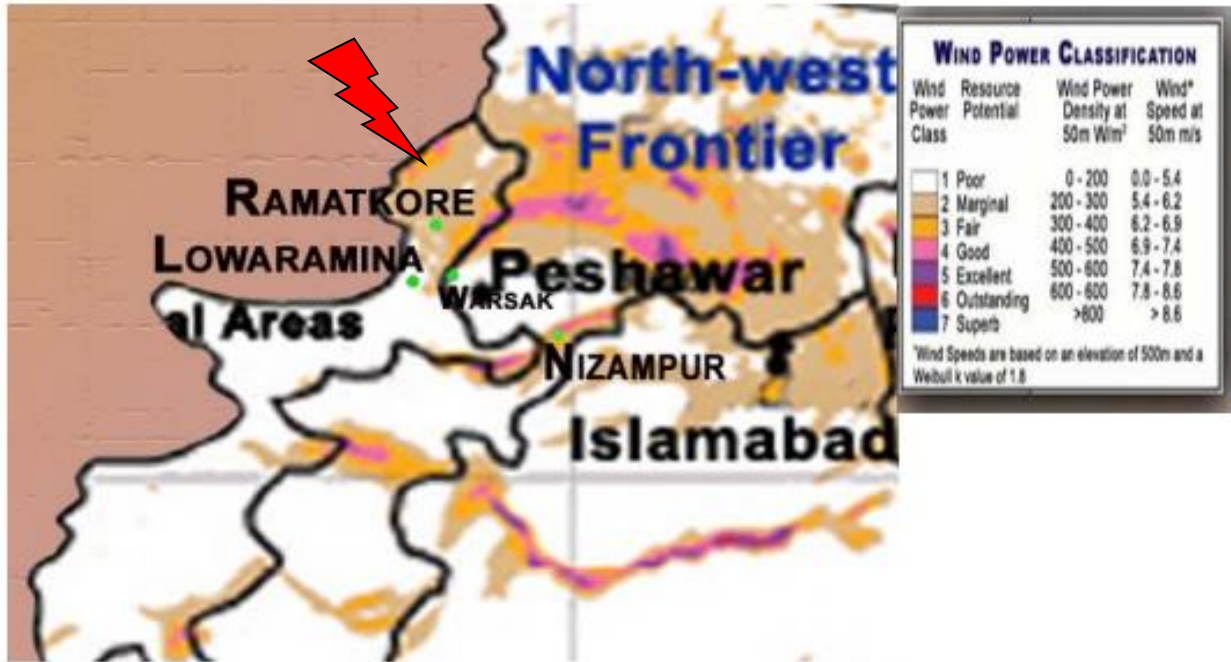 North-west
Frontier
RAMATKORE
LOWARAMINA
Peshawar
WARSAK
al Areas
NIZAMPUR
Islamabad
WIND POWER CLASSIFICATION
Wind Resource Wind Power Wind*
Power Potential Density at Speed at
Class 50m W/m² 50m m/s
1 Poor 0 - 200 0.0 - 5.4
2 Marginal 200 - 300 5.4 - 6.2
3 Fair 300 - 400 6.2 - 6.9
4 Good 400 - 500 6.9 - 7.4
5 Excellent 500 - 600 7.4 - 7.8
6 Outstanding 600 - 600 7.8 - 8.6
7 Superb >800 > 8.6
*Wind Speeds are based on an elevation of 500m and a
Weibull k value of 1.8